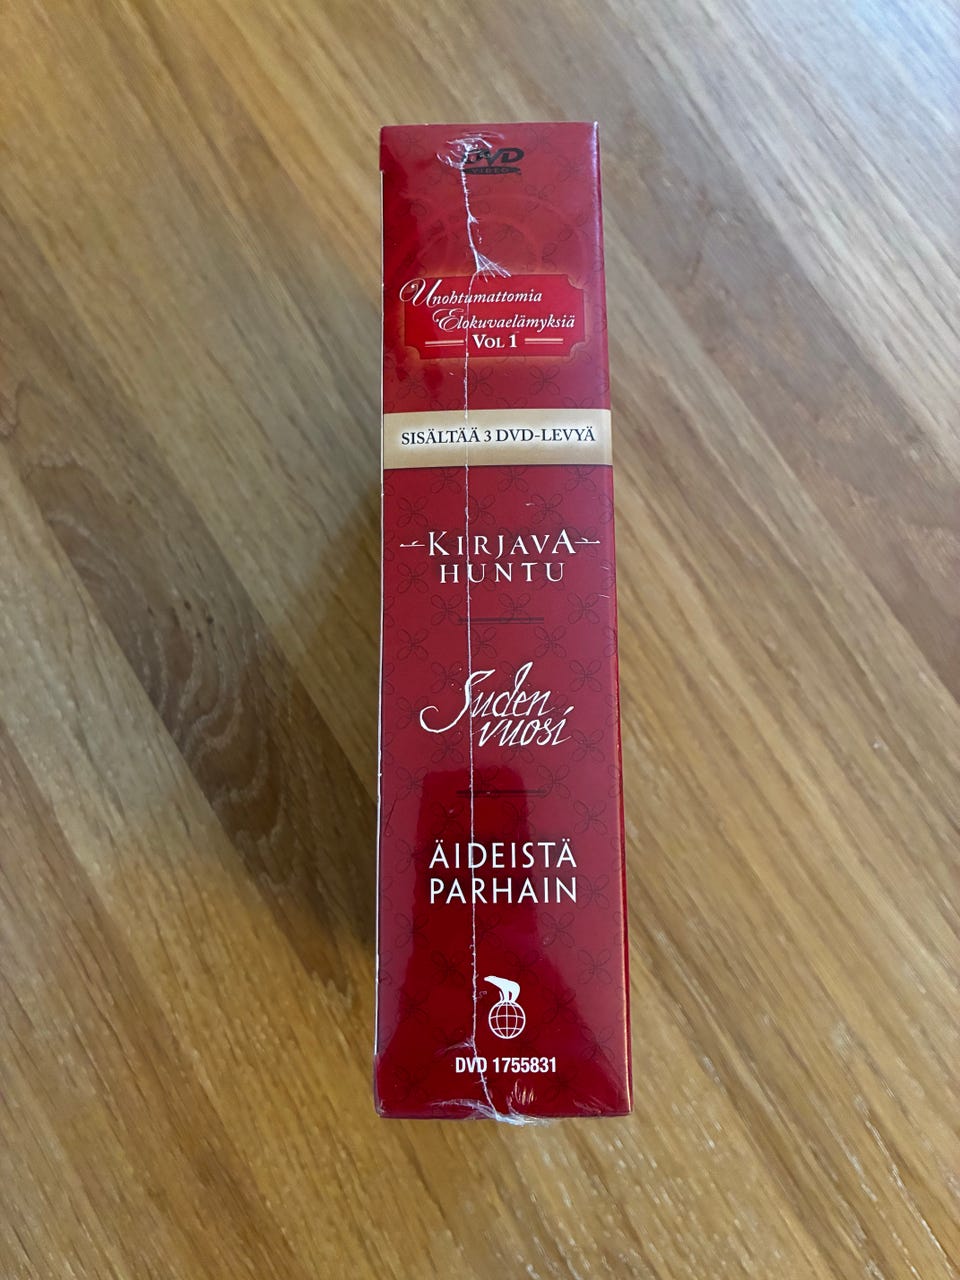 DVD
VIDEO
Unohtumattomia
Elokuvaelämyksiä
VOL 1
SISÄLTÄÄ 3 DVD-LEVYÄ
KIRJAVA
HUNTU
Suden
vuosi
ÄIDEISTÄ
PARHAIN
DVD 1755831